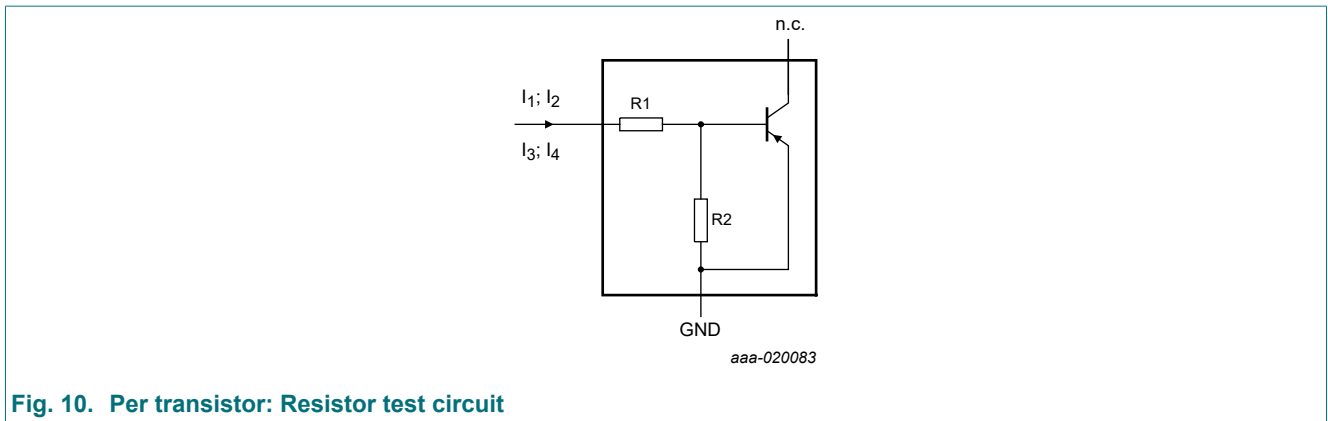 n.c.
I1; I2
R1
I3; I4
R2
GND
aaa-020083
Fig. 10. Per transistor: Resistor test circuit